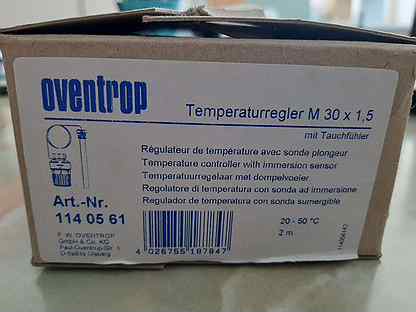 oventrop
Temperaturregler M 30 x 1,5
mit Tauchfühler
Régulateur de température avec sonde plongeur
Temperature controller with immersion sensor
Temperatuurregelaar met dompelvoeler
Regolatore di temperatura con sonda ad immersione
Regulador de temperatura con sonda sumergible
Art.-Nr.
114 05 61
20 - 50 °C
2 m
F. W. OVENTROP
GmbH & Co. KG
Paul-Oventrop-Str. 1
D-59939 Olsberg
4 026755 187847